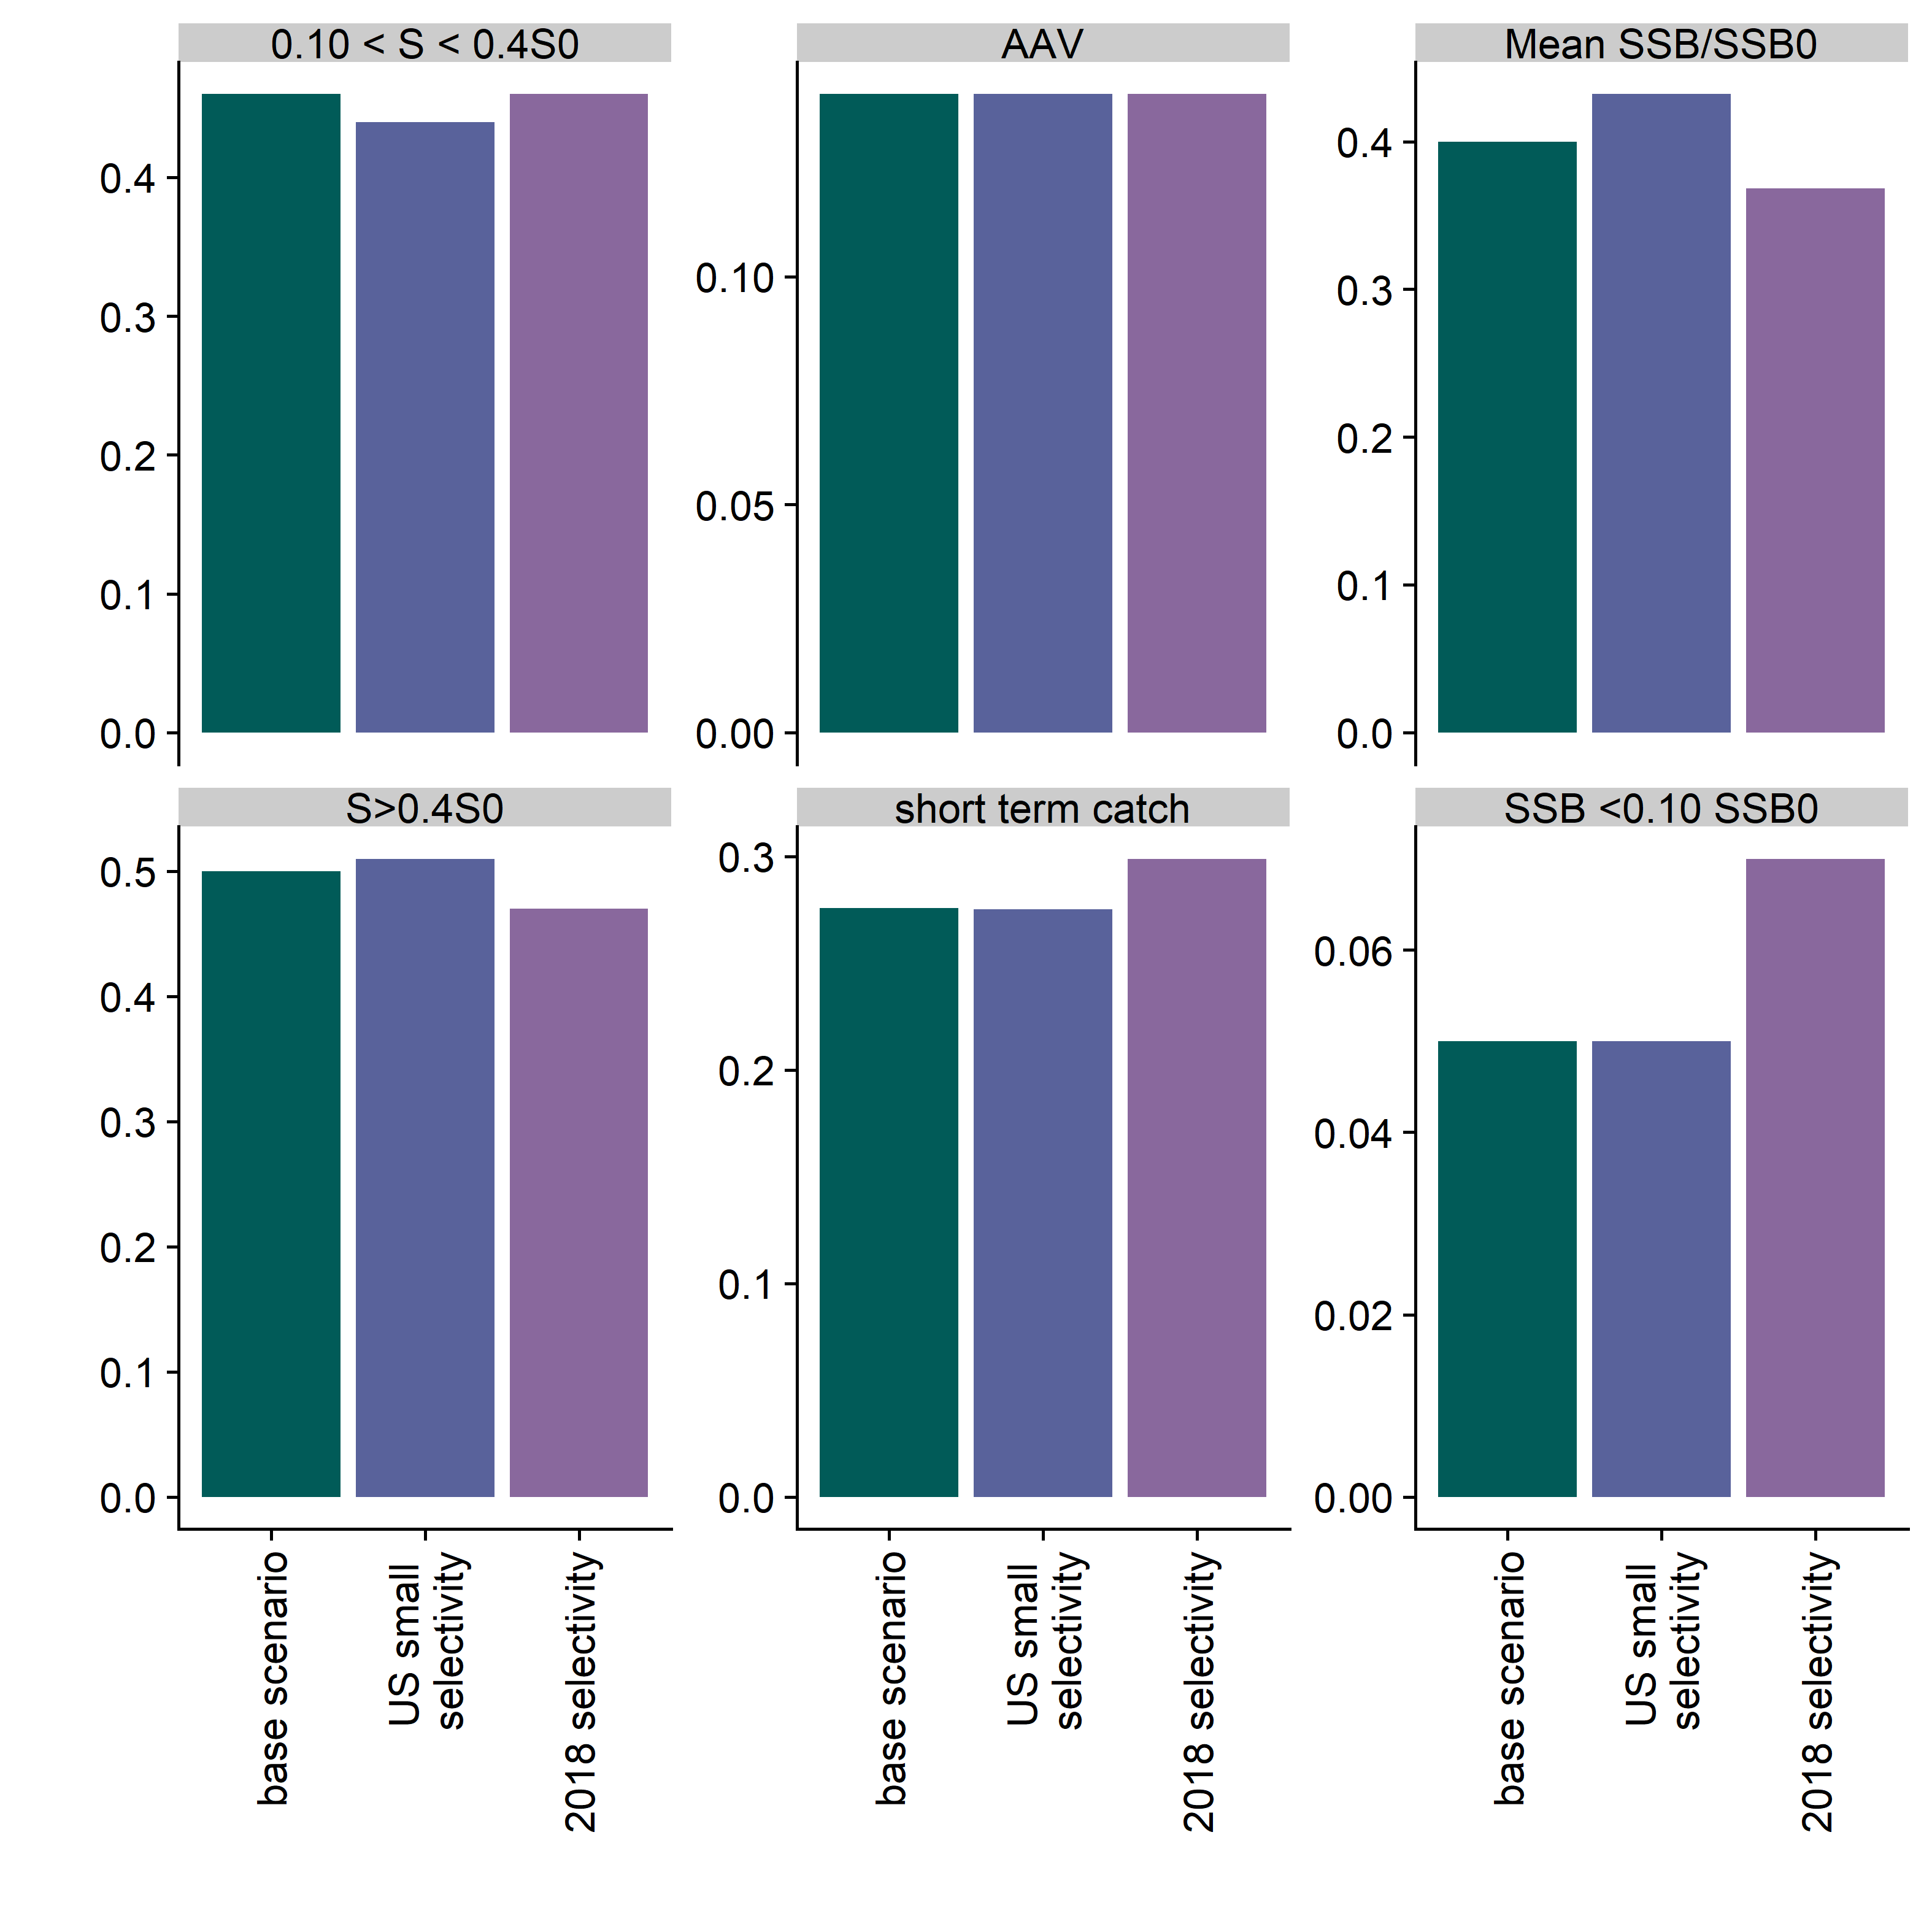 0.10 < S < 0.4S0
AAV
Mean SSB/SSB0
0.4
0.3
0.2
0.1
0.0
0.10
0.05
0.00
0.4
0.3
0.2
0.1
0.0
S>0.4S0
short term catch
SSB <0.10 SSB0
0.5
0.4
0.3
0.2
0.1
0.0
0.3
0.2
0.1
0.0
0.06
0.04
0.02
0.00
base scenario
US small
selectivity
2018 selectivity
base scenario
US small
selectivity
2018 selectivity
base scenario
US small
selectivity
2018 selectivity